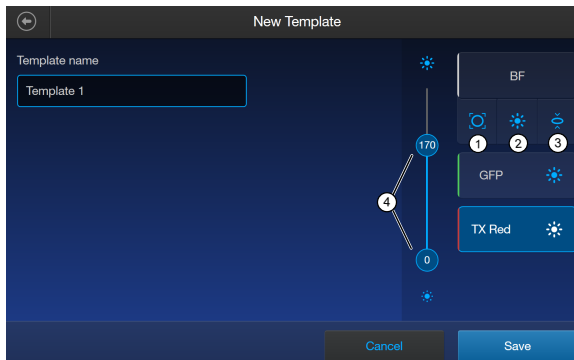 New Template
Template name
Template 1
BF
1
2
3
170
GFP
4
TX Red
0
Cancel
Save